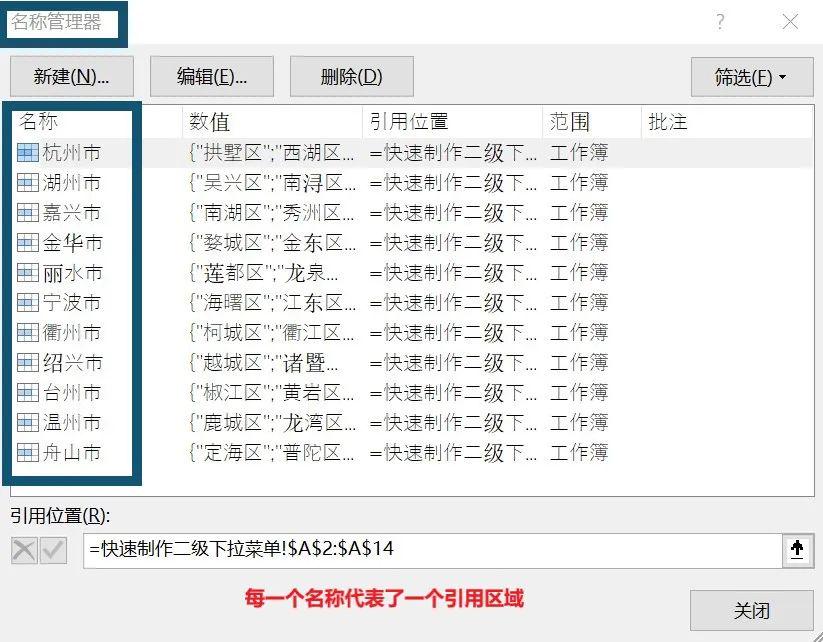 名称管理器
新建(N)... 编辑(E)... 删除(D) 筛选(F)
名称 数值 引用位置 范围 批注
杭州市 {"拱墅区";"西湖区... =快速制作二级下... 工作簿
湖州市 {"吴兴区";"南浔区... =快速制作二级下... 工作簿
嘉兴市 {"南湖区";"秀洲区... =快速制作二级下... 工作簿
金华市 {"婺城区";"金东区... =快速制作二级下... 工作簿
丽水市 {"莲都区";"龙泉... =快速制作二级下... 工作簿
宁波市 {"海曙区";"江东区... =快速制作二级下... 工作簿
衢州市 {"柯城区";"衢江区... =快速制作二级下... 工作簿
绍兴市 {"越城区";"诸暨... =快速制作二级下... 工作簿
台州市 {"椒江区";"黄岩区... =快速制作二级下... 工作簿
温州市 {"鹿城区";"龙湾区... =快速制作二级下... 工作簿
舟山市 {"定海区";"普陀区... =快速制作二级下... 工作簿
引用位置(R):
=快速制作二级下拉菜单!$A$2:$A$14
每一个名称代表了一个引用区域
关闭